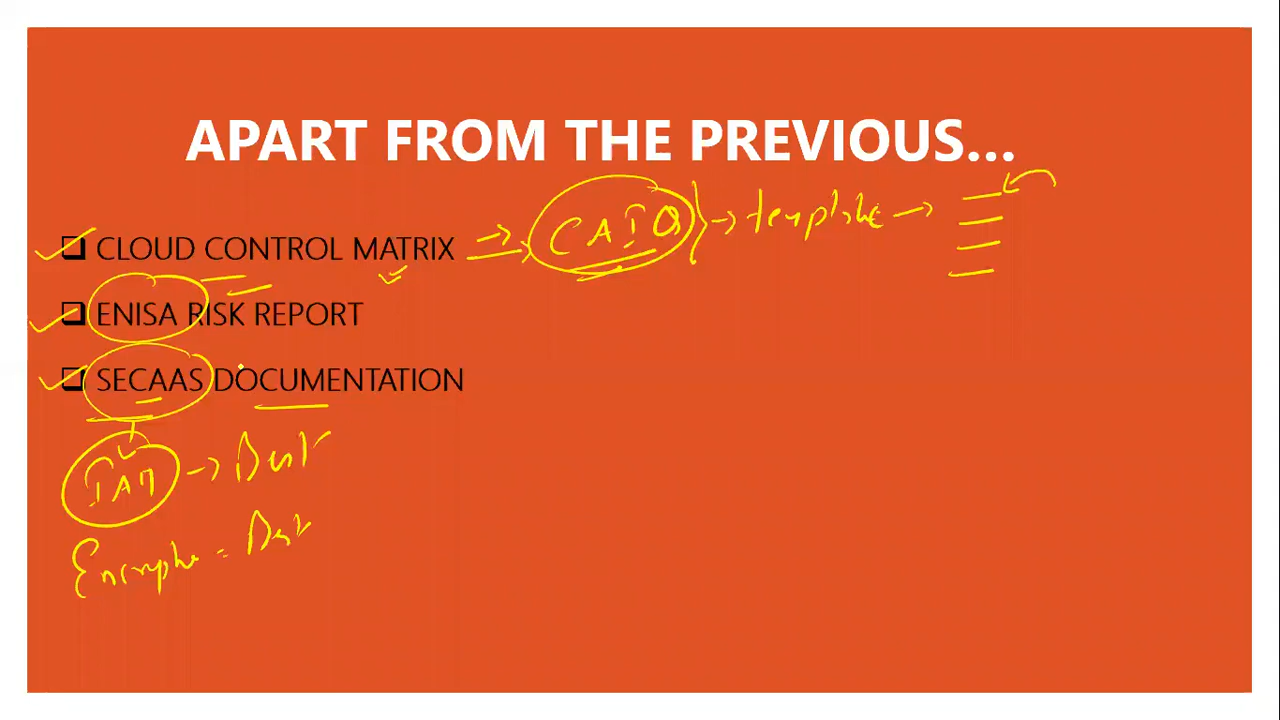 APART FROM THE PREVIOUS...
CLOUD CONTROL MATRIX → CAIQ → template →
ENISA RISK REPORT
SECAAS DOCUMENTATION
IAM →